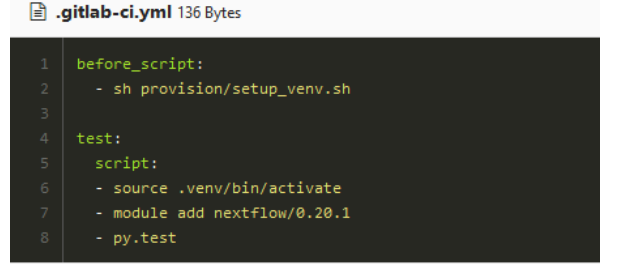 .gitlab-ci.yml 136 Bytes
1 before_script:
2   - sh provision/setup_venv.sh
3
4 test:
5   script:
6   - source .venv/bin/activate
7   - module add nextflow/0.20.1
8   - py.test